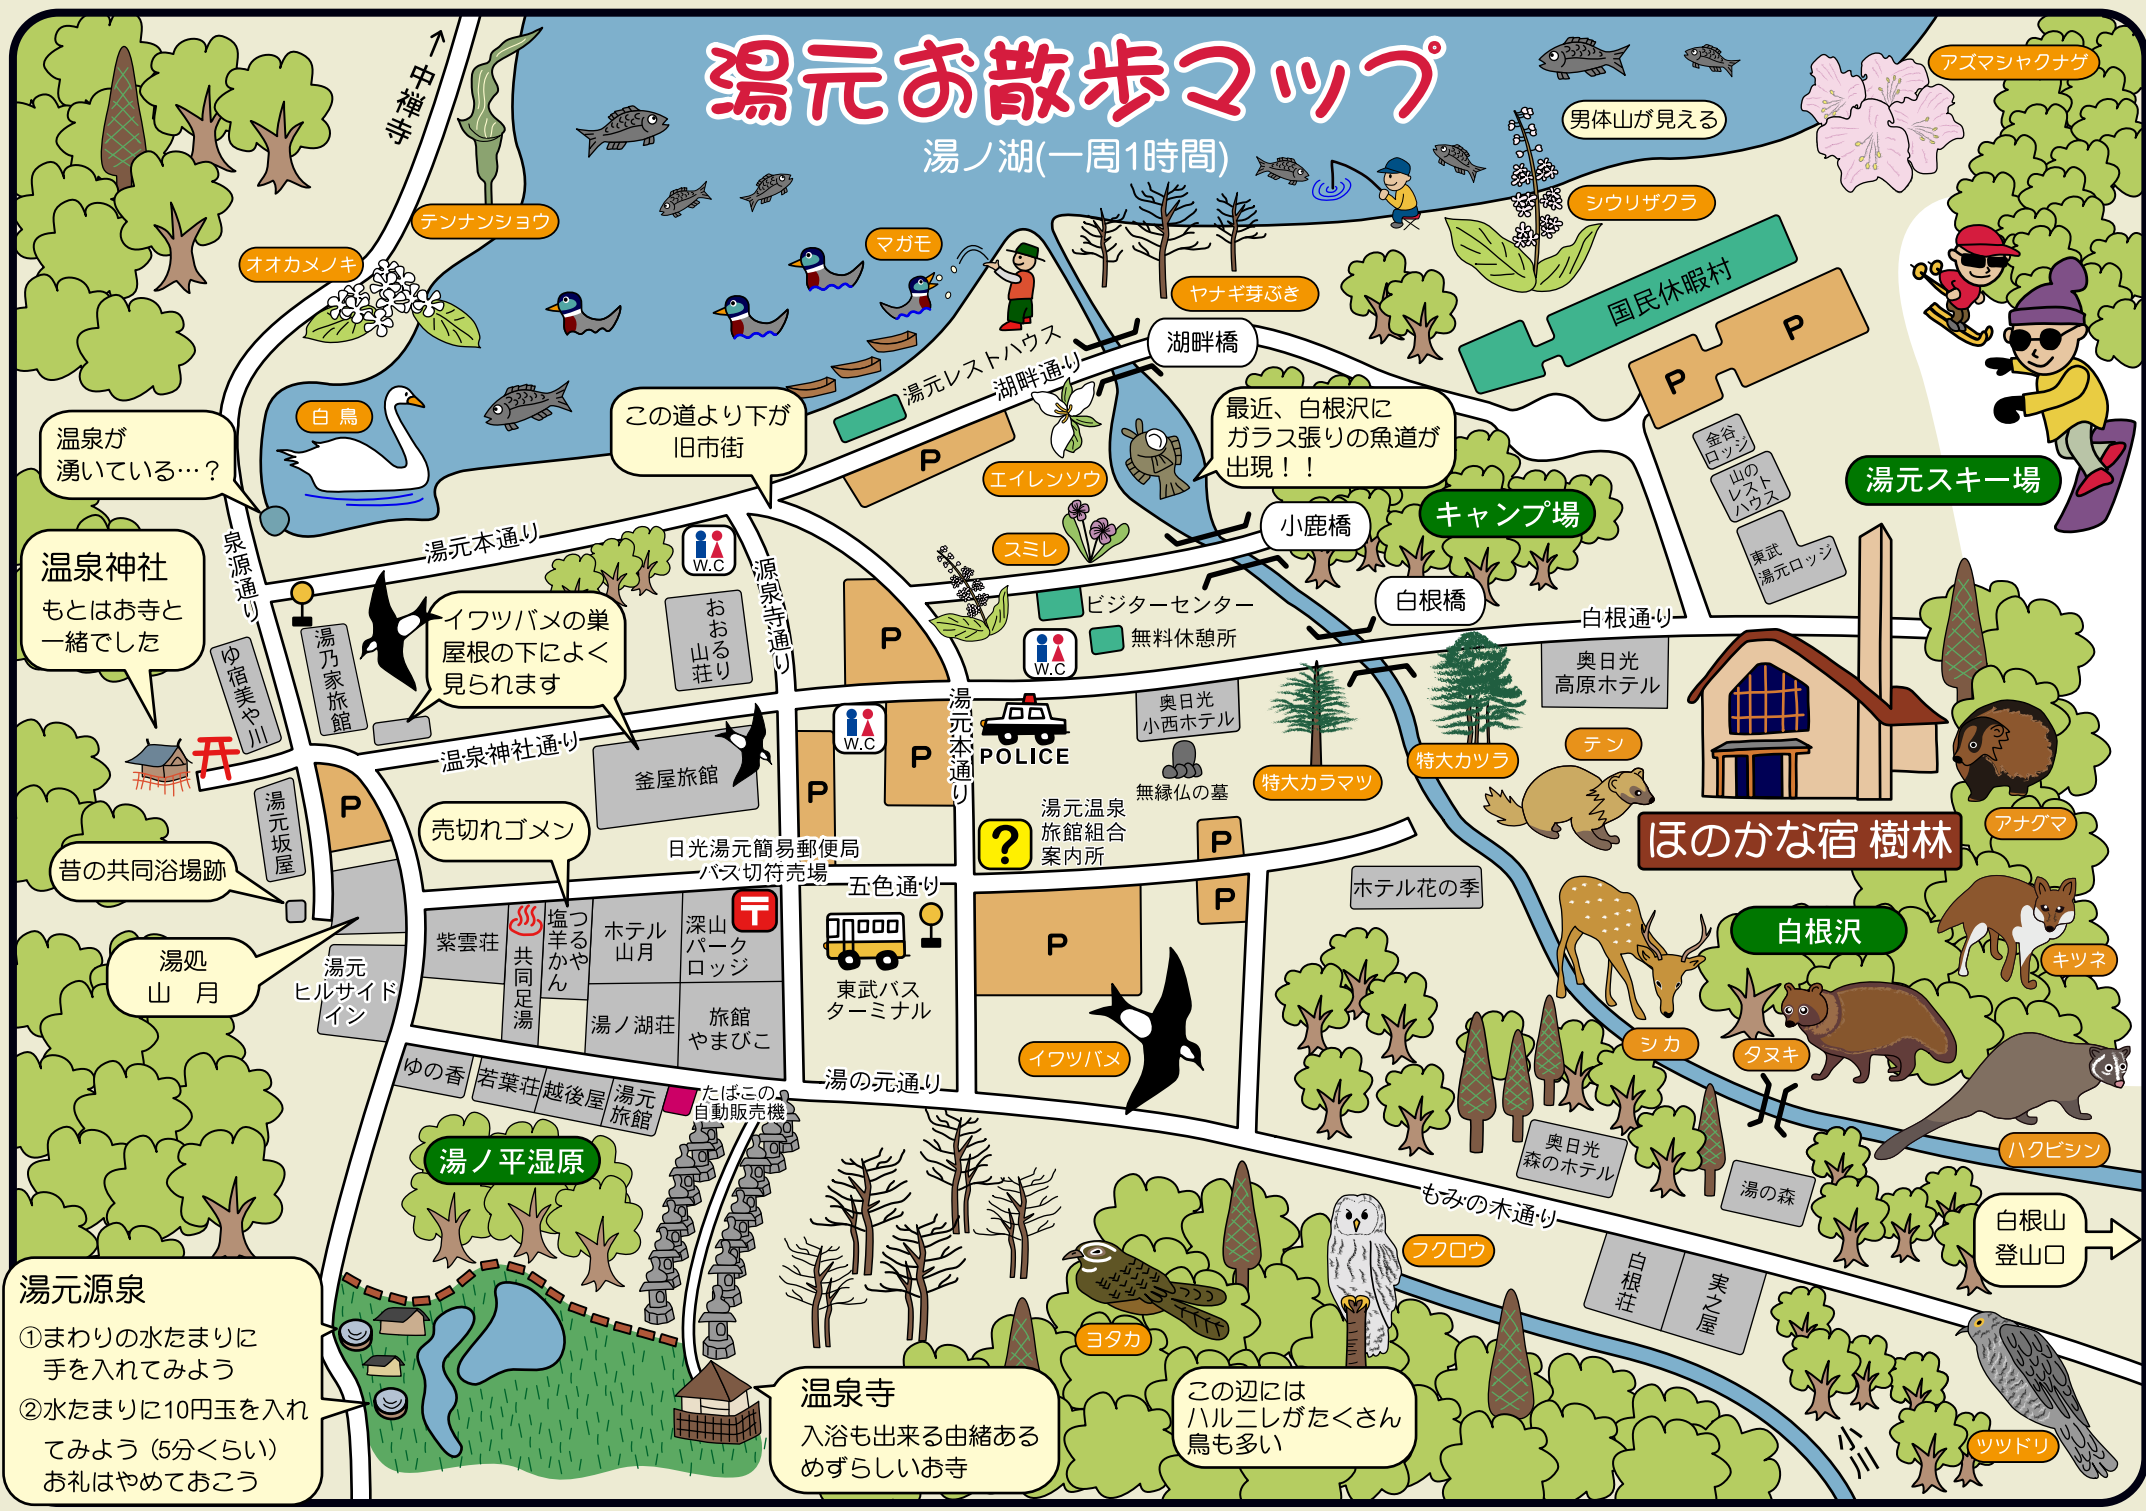 湯元お散歩マップ
湯ノ湖(一周1時間)
↑中禅寺
テンナンショウ
オオカメノキ
マガモ
アズマシャクナゲ
男体山が見える
シウリザクラ
ヤナギ芽ぶき
国民休暇村
P
P
湖畔橋
湯元レストハウス
湖畔通り
白鳥
温泉が
湧いている…？
この道より下が
旧市街
最近、白根沢に
ガラス張りの魚道が
出現！！
P
エイレンソウ
金谷
ロッジ
山の
レスト
ハウス
東武
湯元ロッジ
湯元スキー場
キャンプ場
小鹿橋
スミレ
泉源通り
湯元本通り
W.C
源泉寺通り
温泉神社
もとはお寺と
一緒でした
イワツバメの巣
屋根の下によく
見られます
おおるり
山荘
P
ビジターセンター
無料休憩所
W.C
白根橋
白根通り
ゆ宿美や川
湯乃家旅館
奥日光
高原ホテル
奥日光
小西ホテル
湯元本通り
POLICE
W.C
P
P
温泉神社通り
釜屋旅館
無縁仏の墓
特大カラマツ
特大カツラ
テン
アナグマ
ほのかな宿 樹林
湯元坂屋
P
売切れゴメン
日光湯元簡易郵便局
バス切符売場
五色通り
?
湯元温泉
旅館組合
案内所
P
P
昔の共同浴場跡
ホテル花の季
紫雲荘
共同足湯
つるや
塩羊かん
ホテル
山月
深山
パーク
ロッジ
〒
東武バス
ターミナル
P
白根沢
キツネ
湯処
山　月
湯元
ヒルサイド
イン
湯ノ湖荘
旅館
やまびこ
イワツバメ
シカ
タヌキ
湯の元通り
ゆの香
若葉荘
越後屋
湯元
旅館
たばこの
自動販売機
湯ノ平湿原
奥日光
森のホテル
湯の森
ハクビシン
もみの木通り
白根山
登山口
フクロウ
白根荘
実之屋
ヨタカ
湯元源泉
①まわりの水たまりに
手を入れてみよう
②水たまりに10円玉を入れ
てみよう（5分くらい）
お礼はやめておこう
温泉寺
入浴も出来る由緒ある
めずらしいお寺
この辺には
ハルニレがたくさん
鳥も多い
小川
ツツドリ